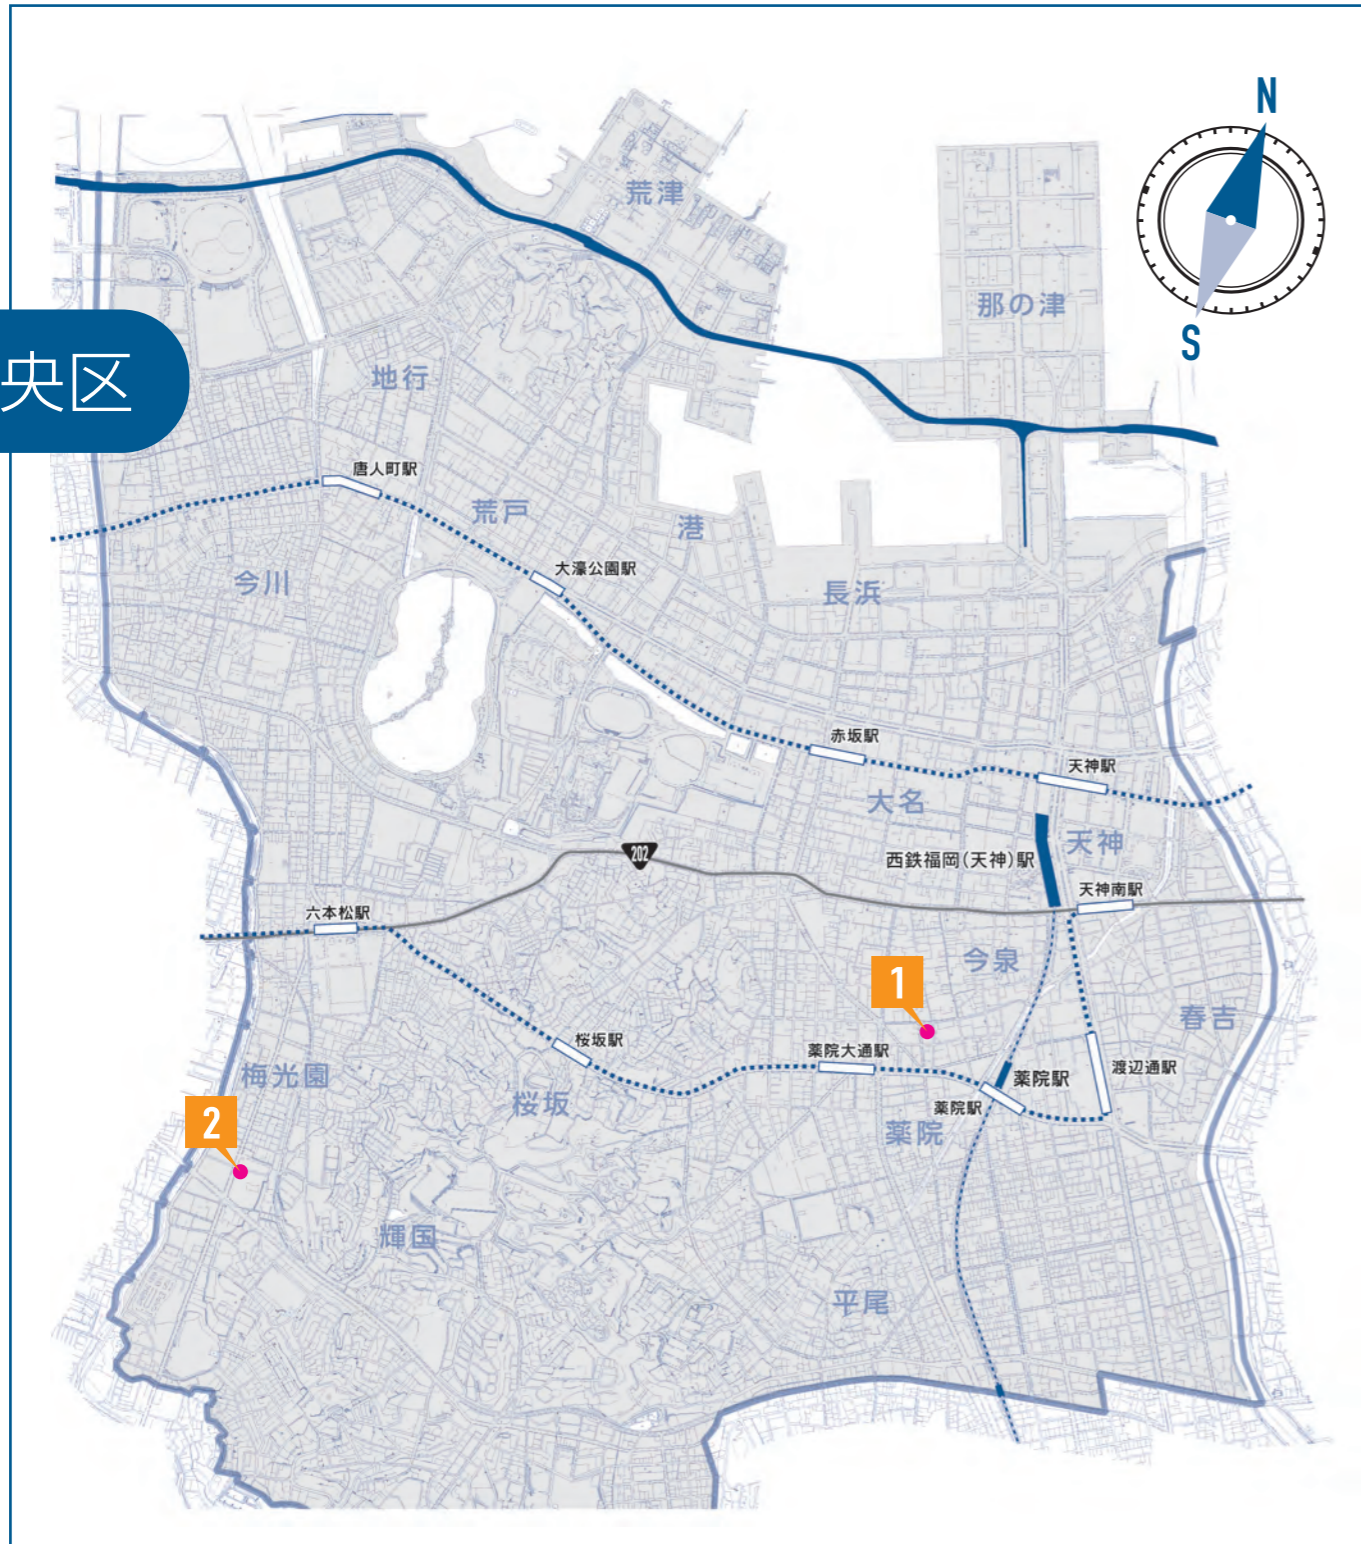 N
荒津
那の津
S
央区
地行
唐人町駅
荒戸
港
大濠公園駅
今川
長浜
赤坂駅
天神駅
大名
天神
202
西鉄福岡(天神)駅
天神南駅
六本松駅
今泉
1
春吉
桜坂駅
薬院大通駅
渡辺通駅
梅光園
薬院駅
桜坂
薬院駅
2
薬院
輝国
平尾